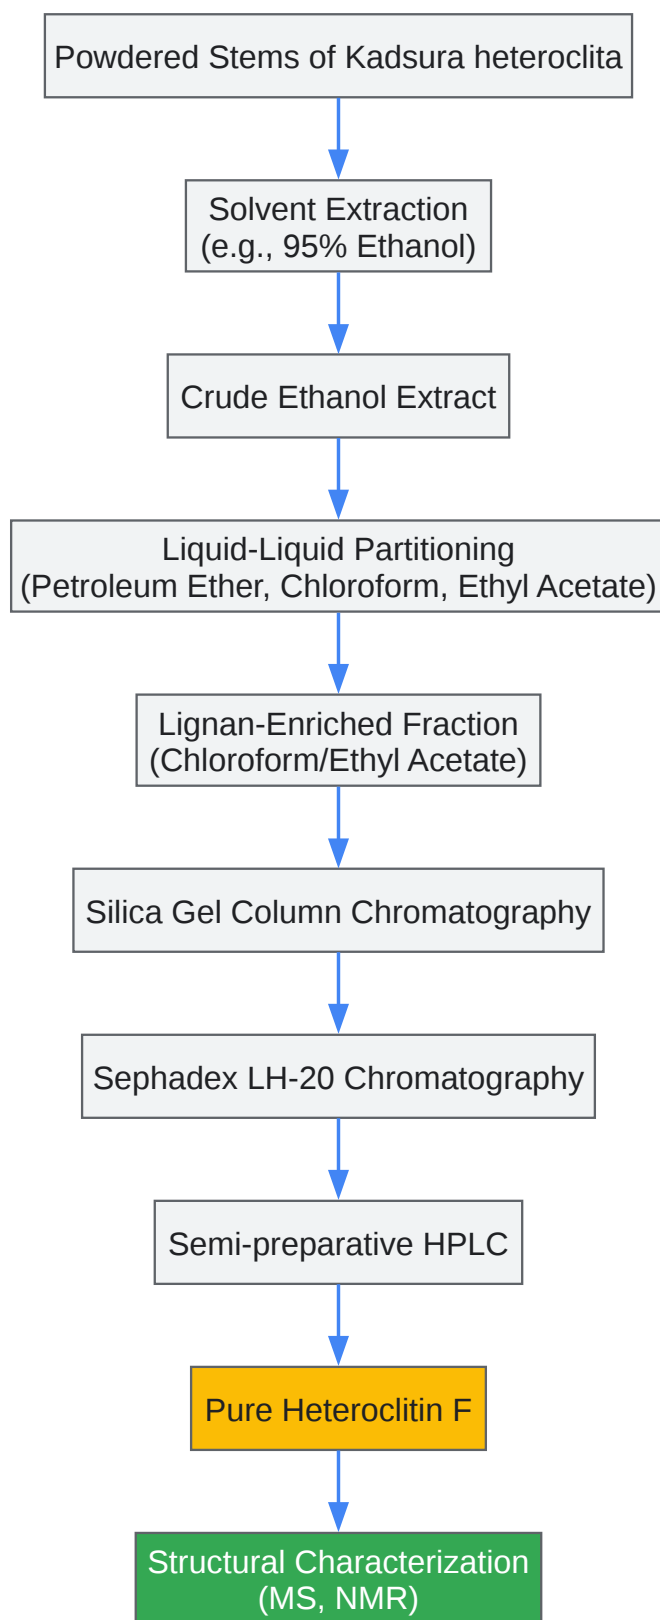 Powdered Stems of Kadsura heteroclita
Solvent Extraction
(e.g., 95% Ethanol)
Crude Ethanol Extract
Liquid-Liquid Partitioning
(Petroleum Ether, Chloroform, Ethyl Acetate)
Lignan-Enriched Fraction
(Chloroform/Ethyl Acetate)
Silica Gel Column Chromatography
Sephadex LH-20 Chromatography
Semi-preparative HPLC
Pure Heteroclitin F
Structural Characterization
(MS, NMR)